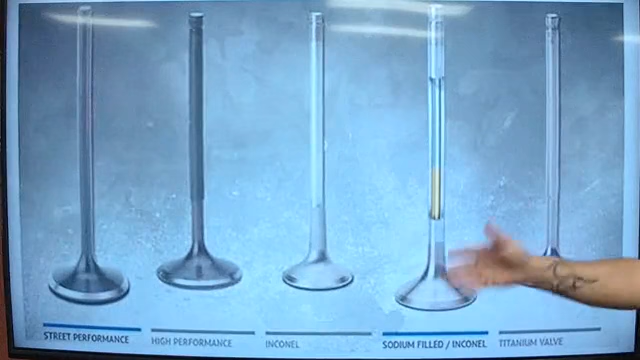 STREET PERFORMANCE
HIGH PERFORMANCE
INCONEL
SODIUM FILLED / INCONEL
TITANIUM VALVE